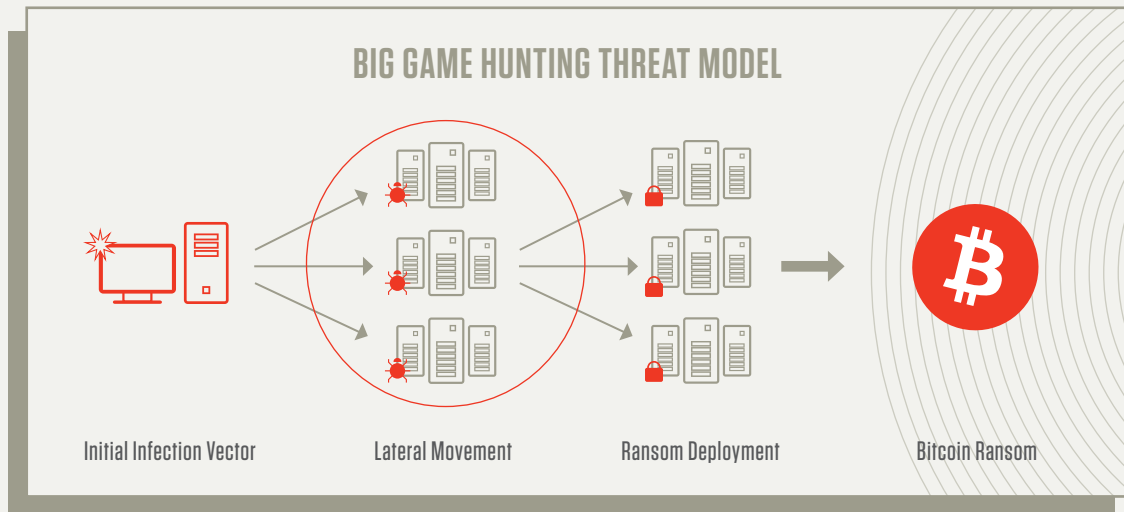 BIG GAME HUNTING THREAT MODEL
Initial Infection Vector
Lateral Movement
Ransom Deployment
Bitcoin Ransom